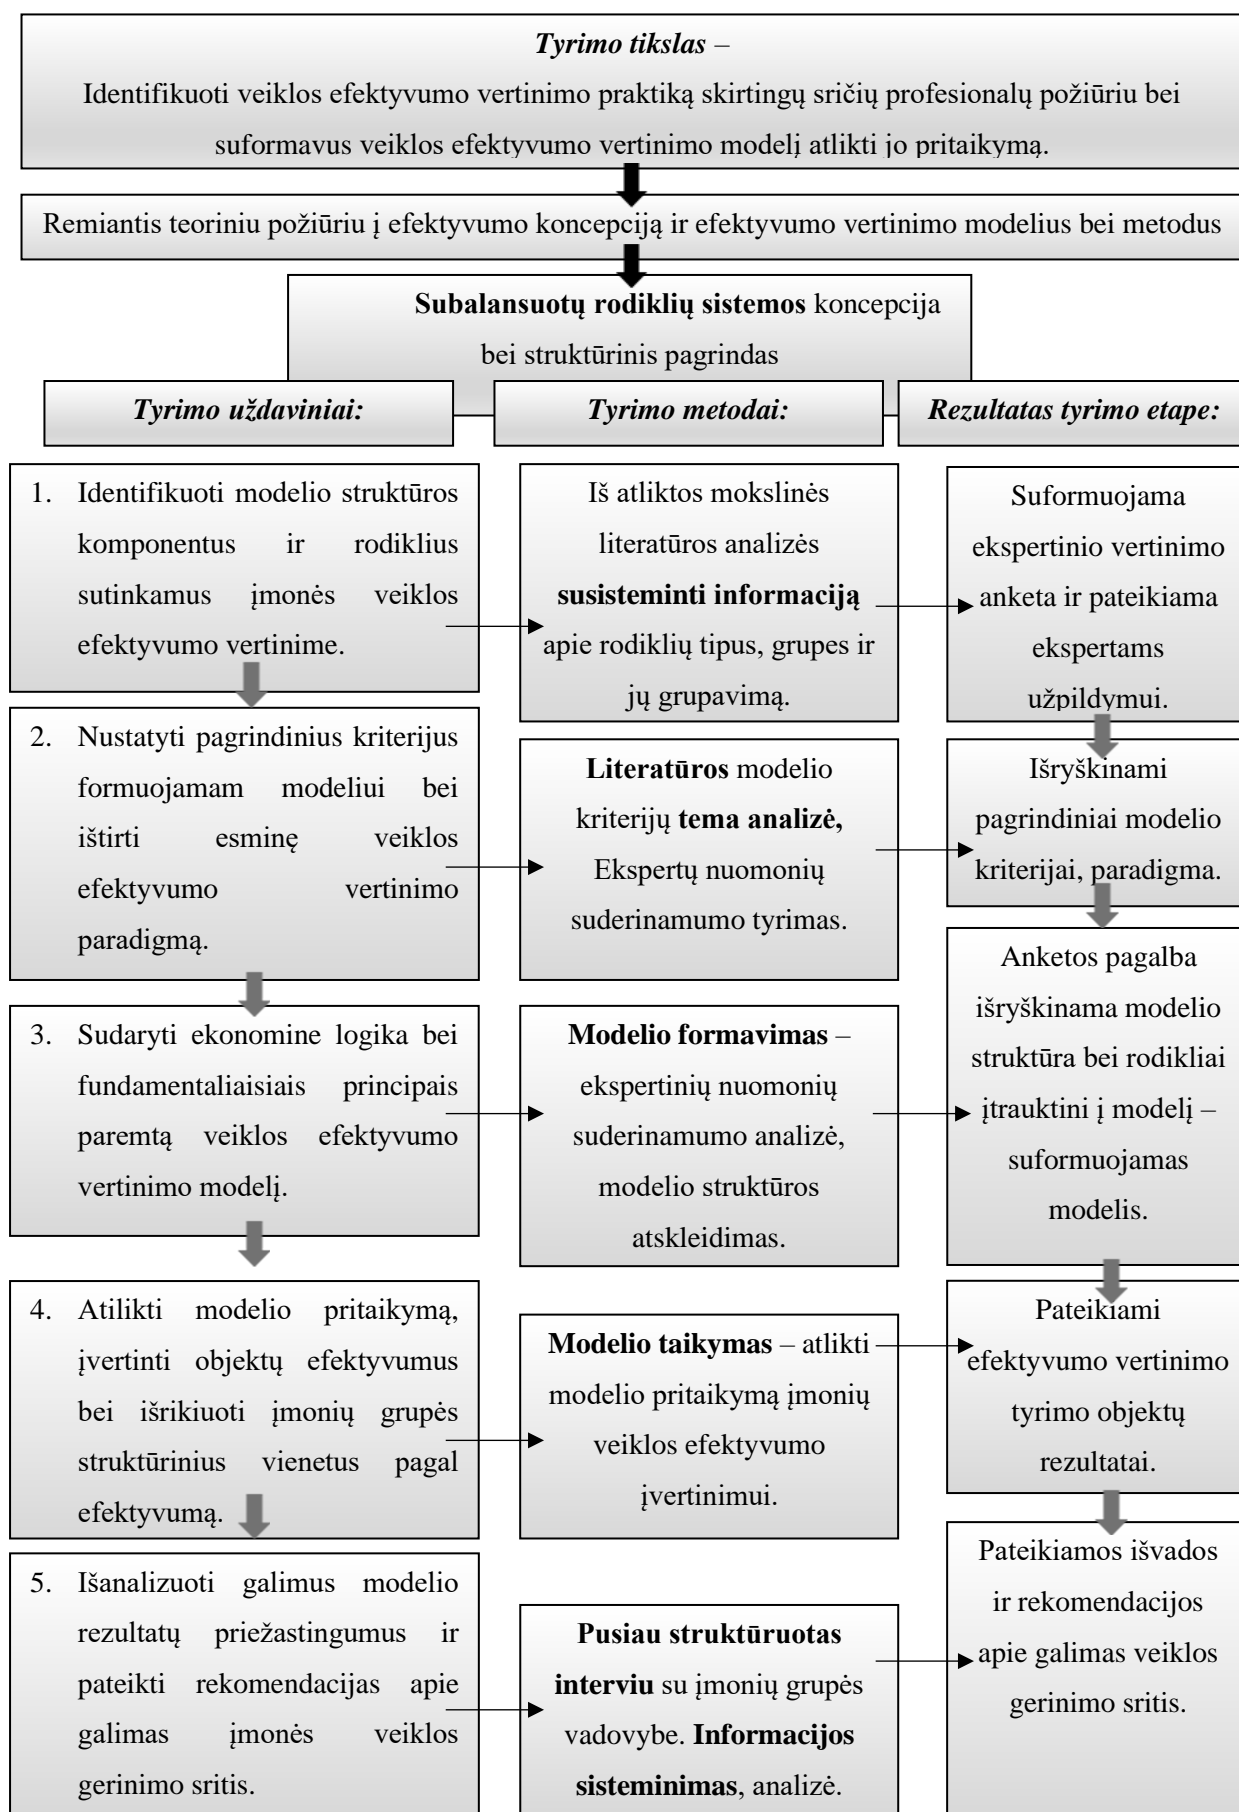 Tyrimo tikslas –
Identifikuoti veiklos efektyvumo vertinimo praktiką skirtingų sričių profesionalų požiūriu bei
suformavus veiklos efektyvumo vertinimo modelį atlikti jo pritaikymą.
Remiantis teoriniu požiūriu į efektyvumo koncepciją ir efektyvumo vertinimo modelius bei metodus
Subalansuotų rodiklių sistemos koncepcija
bei struktūrinis pagrindas
Tyrimo uždaviniai:
Tyrimo metodai:
Rezultatas tyrimo etape:
1. Identifikuoti modelio struktūros
komponentus ir rodiklius
sutinkamus įmonės veiklos
efektyvumo vertinime.
Iš atliktos mokslinės
literatūros analizės
susisteminti informaciją
apie rodiklių tipus, grupes ir
jų grupavimą.
Suformuojama
ekspertinio vertinimo
anketa ir pateikiama
ekspertams
užpildymui.
2. Nustatyti pagrindinius kriterijus
formuojamam modeliui bei
ištirti esminę veiklos
efektyvumo vertinimo
paradigmą.
Literatūros modelio
kriterijų tema analizė,
Ekspertų nuomonių
suderinamumo tyrimas.
Išryškinami
pagrindiniai modelio
kriterijai, paradigma.
3. Sudaryti ekonomine logika bei
fundamentaliaisiais principais
paremtą veiklos efektyvumo
vertinimo modelį.
Modelio formavimas –
ekspertinių nuomonių
suderinamumo analizė,
modelio struktūros
atskleidimas.
Anketos pagalba
išryškinama modelio
struktūra bei rodikliai
įtrauktini į modelį –
suformuojamas
modelis.
4. Atilikti modelio pritaikymą,
įvertinti objektų efektyvumus
bei išrikiuoti įmonių grupės
struktūrinius vienetus pagal
efektyvumą.
Modelio taikymas – atlikti
modelio pritaikymą įmonių
veiklos efektyvumo
įvertinimui.
Pateikiami
efektyvumo vertinimo
tyrimo objektų
rezultatai.
5. Išanalizuoti galimus modelio
rezultatų priežastingumus ir
pateikti rekomendacijas apie
galimas įmonės veiklos
gerinimo sritis.
Pusiau struktūruotas
interviu su įmonių grupės
vadovybe. Informacijos
sisteminimas, analizė.
Pateikiamos išvados
ir rekomendacijos
apie galimas veiklos
gerinimo sritis.